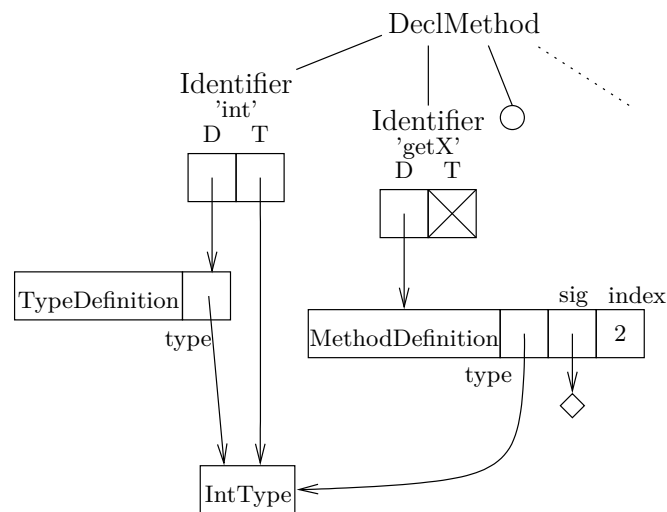 DeclMethod
Identifier
'int'
D T
Identifier
'getX'
D T
TypeDefinition
type
sig index
MethodDefinition 2
type
IntType